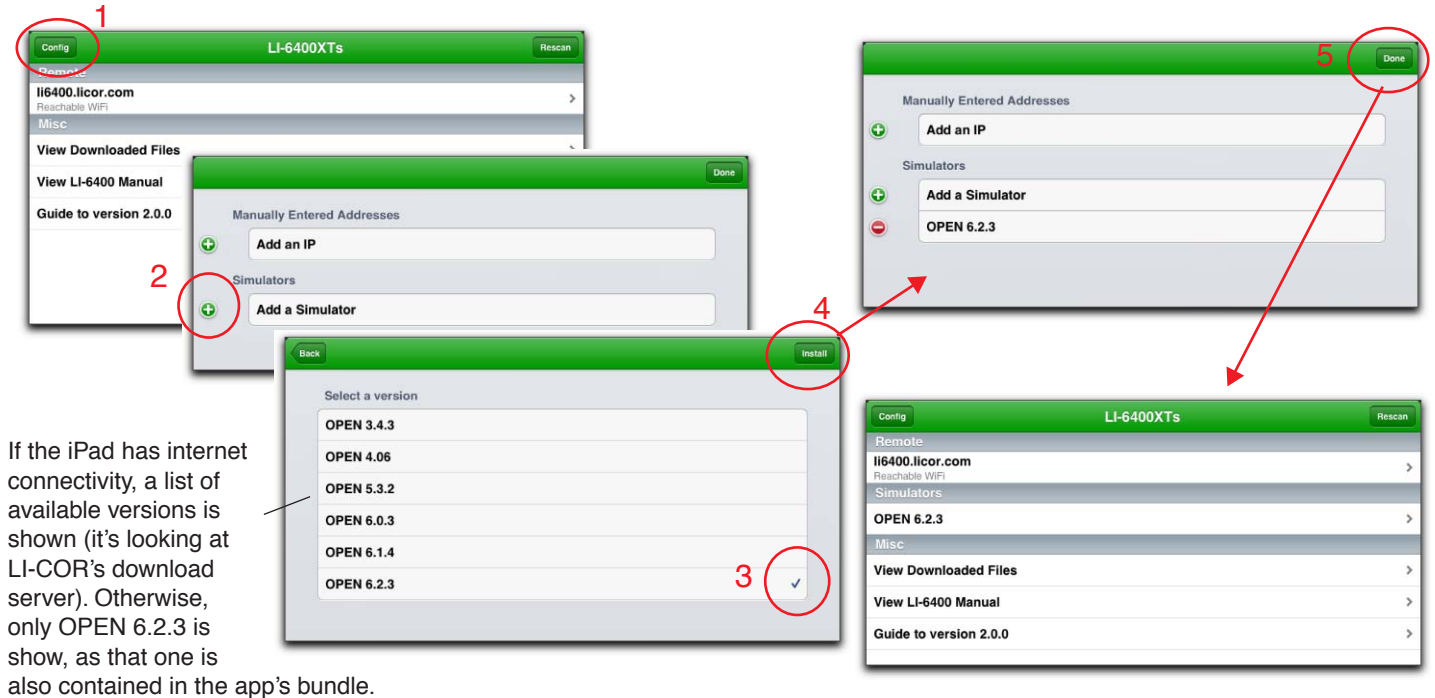 1
Config
LI-6400XTs
Rescan
Remote
li6400.licor.com
Reachable WiFi
Misc
View Downloaded Files
View LI-6400 Manual
Guide to version 2.0.0
Done
Manually Entered Addresses
Add an IP
2
Simulators
Add a Simulator
Back
4
Install
Select a version
OPEN 3.4.3
OPEN 4.06
OPEN 5.3.2
OPEN 6.0.3
OPEN 6.1.4
OPEN 6.2.3
3
If the iPad has internet
connectivity, a list of
available versions is
shown (it's looking at
LI-COR's download
server). Otherwise,
only OPEN 6.2.3 is
show, as that one is
also contained in the app's bundle.
5
Done
Manually Entered Addresses
Add an IP
Simulators
Add a Simulator
OPEN 6.2.3
Config
LI-6400XTs
Rescan
Remote
li6400.licor.com
Reachable WiFi
Simulators
OPEN 6.2.3
Misc
View Downloaded Files
View LI-6400 Manual
Guide to version 2.0.0